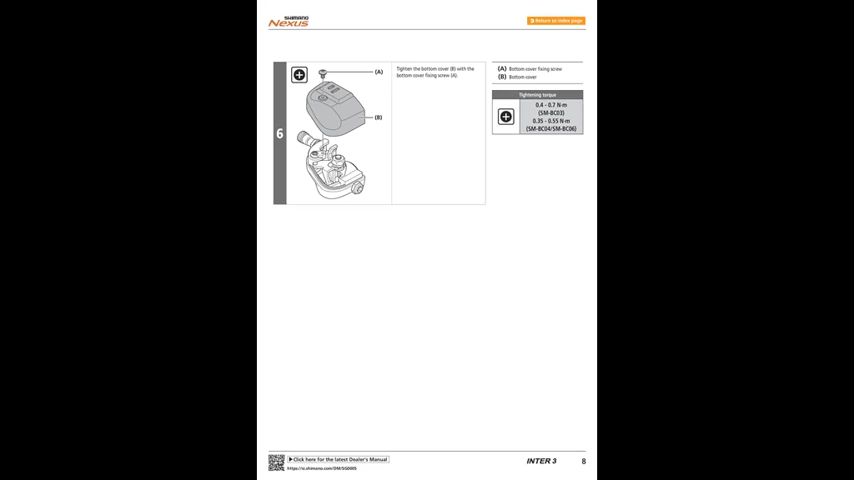 SHIMANO
Nexus
Return to index page
6
(A)
(B)
Tighten the bottom cover (B) with the
bottom cover fixing screw (A).
(A) Bottom cover fixing screw
(B) Bottom cover
Tightening torque
0.4 - 0.7 N·m
(SM-BC03)
0.35 - 0.55 N·m
(SM-BC04/SM-BC06)
Click here for the latest Dealer's Manual
https://si.shimano.com/DM/SG0005
INTER 3
8